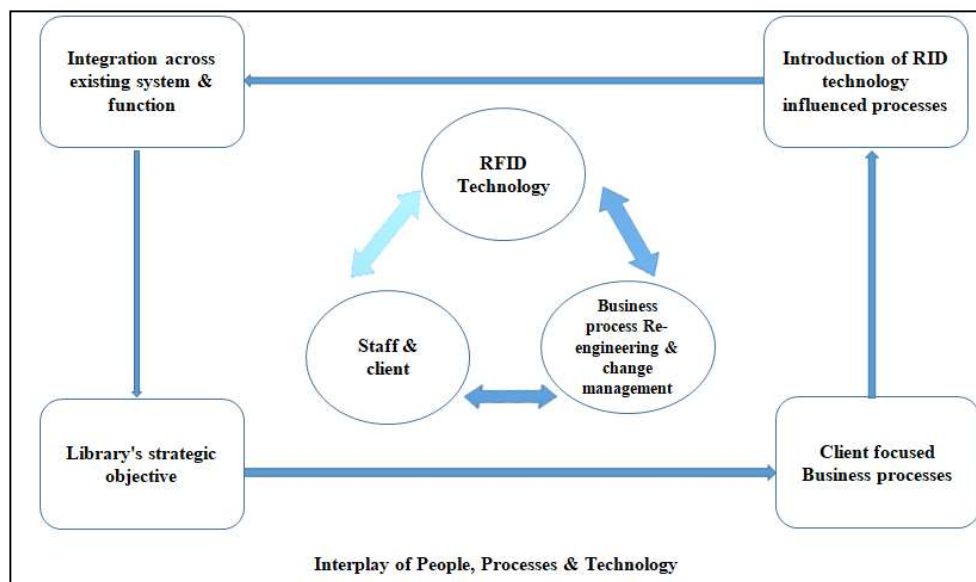 Integration across
existing system &
function
Introduction of RID
technology
influenced processes
RFID
Technology
Staff &
client
Business
process Re-
engineering &
change
management
Library's strategic
objective
Client focused
Business processes
Interplay of People, Processes & Technology